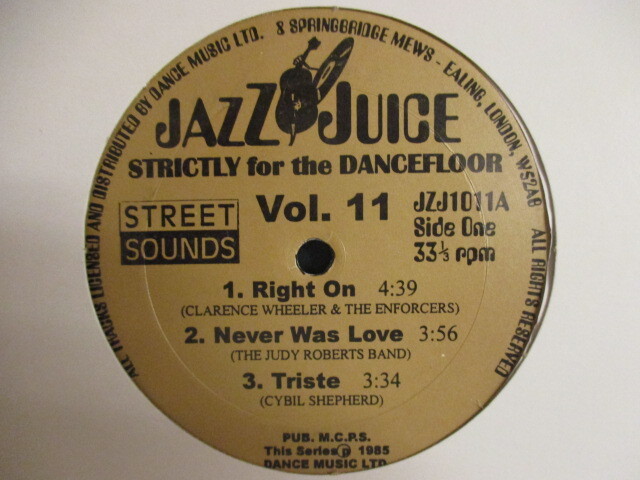 ALL TRACKS LICENSED AND DISTRIBUTED BY DANCE MUSIC LTD. 8 SPRINGBRIDGE MEWS - EALING, LONDON, W52AB ALL RIGHTS RESERVED
JAZZ JUICE
STRICTLY for the DANCEFLOOR
STREET
SOUNDS
Vol. 11
JZJ1011A
Side One
33⅓ rpm
1. Right On 4:39
(CLARENCE WHEELER & THE ENFORCERS)
2. Never Was Love 3:56
(THE JUDY ROBERTS BAND)
3. Triste 3:34
(CYBIL SHEPHERD)
PUB. M.C.P.S.
This Series ℗ 1985
DANCE MUSIC LTD